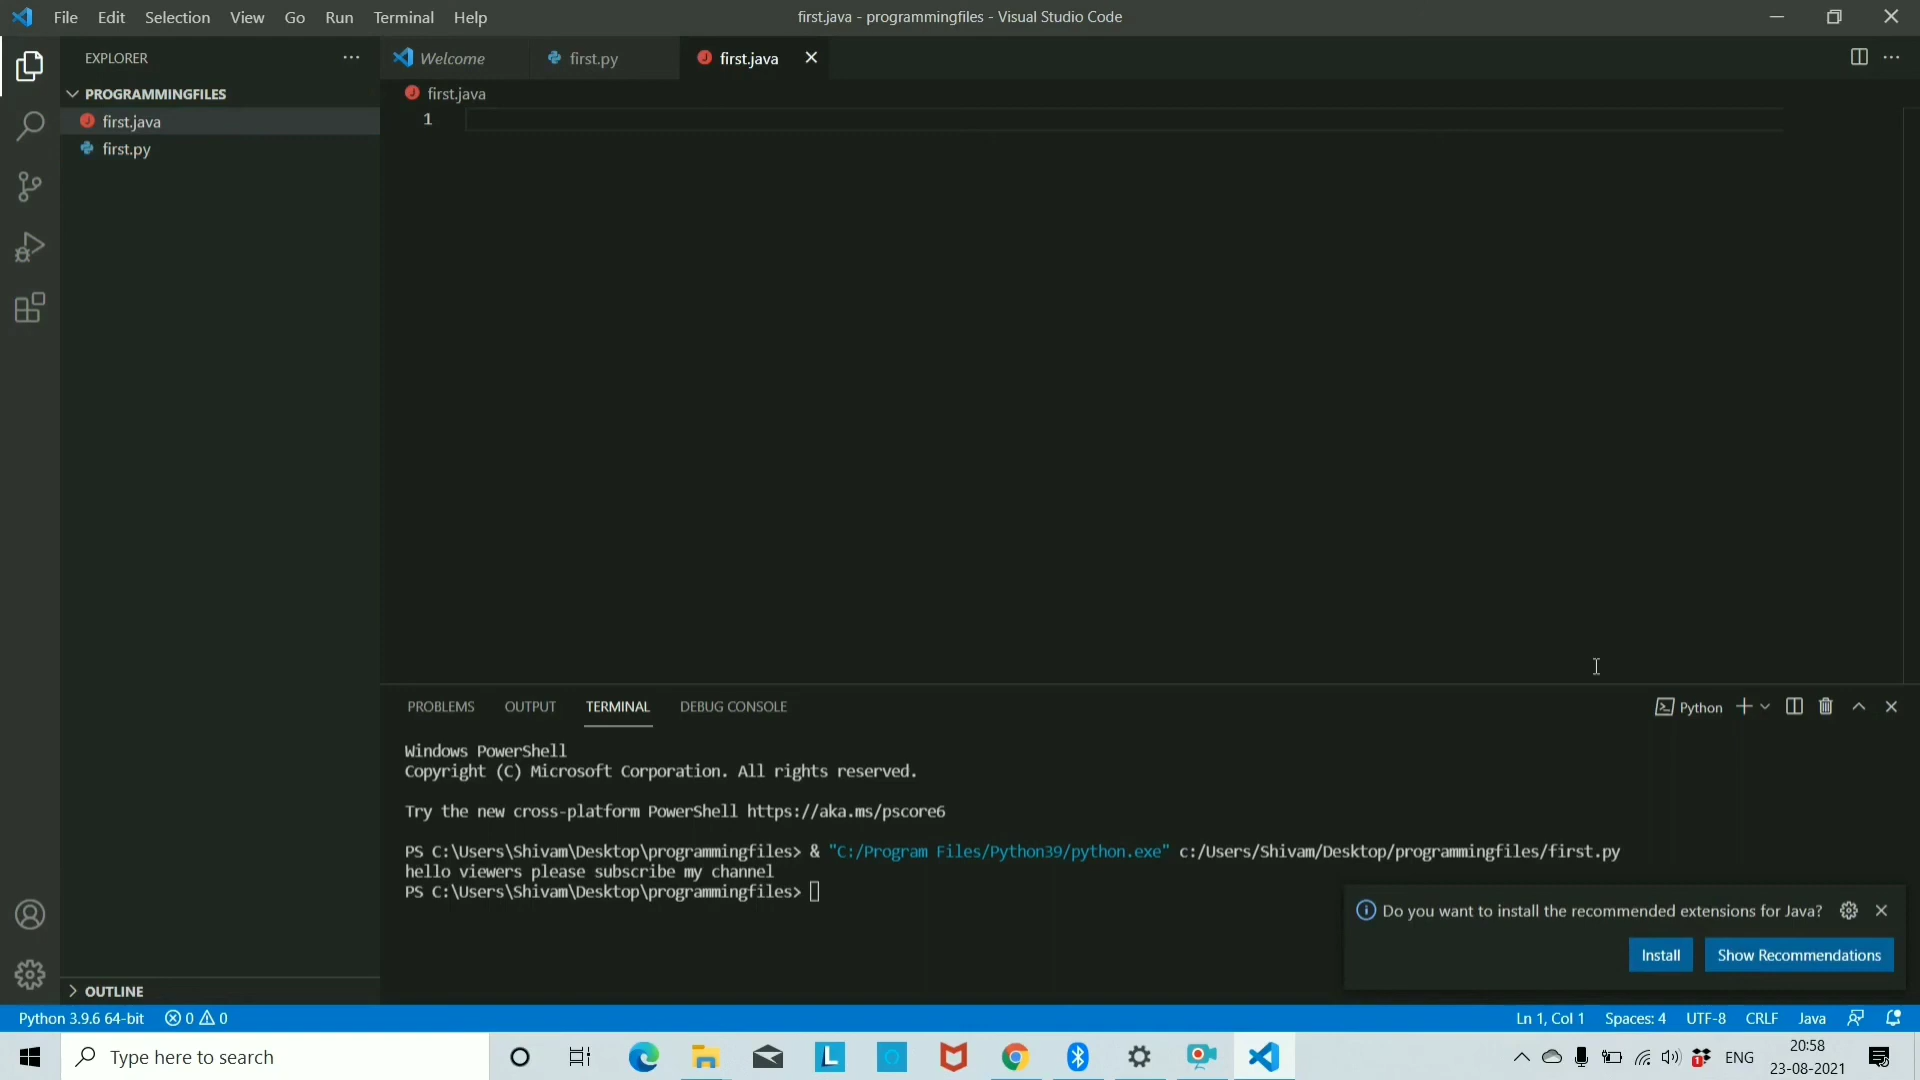 File Edit Selection View Go Run Terminal Help
first.java - programmingfiles - Visual Studio Code
EXPLORER
Welcome
first.py
first.java
PROGRAMMINGFILES
first.java
first.java
first.py
1
PROBLEMS OUTPUT TERMINAL DEBUG CONSOLE
Python
Windows PowerShell
Copyright (C) Microsoft Corporation. All rights reserved.
Try the new cross-platform PowerShell https://aka.ms/pscore6
PS C:\Users\Shivam\Desktop\programmingfiles> & "C:/Program Files/Python39/python.exe" c:/Users/Shivam/Desktop/programmingfiles/first.py
hello viewers please subscribe my channel
PS C:\Users\Shivam\Desktop\programmingfiles>
Do you want to install the recommended extensions for Java?
Install
Show Recommendations
OUTLINE
Python 3.9.6 64-bit 0 0
Ln 1, Col 1 Spaces: 4 UTF-8 CRLF Java
Type here to search
L
1
ENG
20:58
23-08-2021